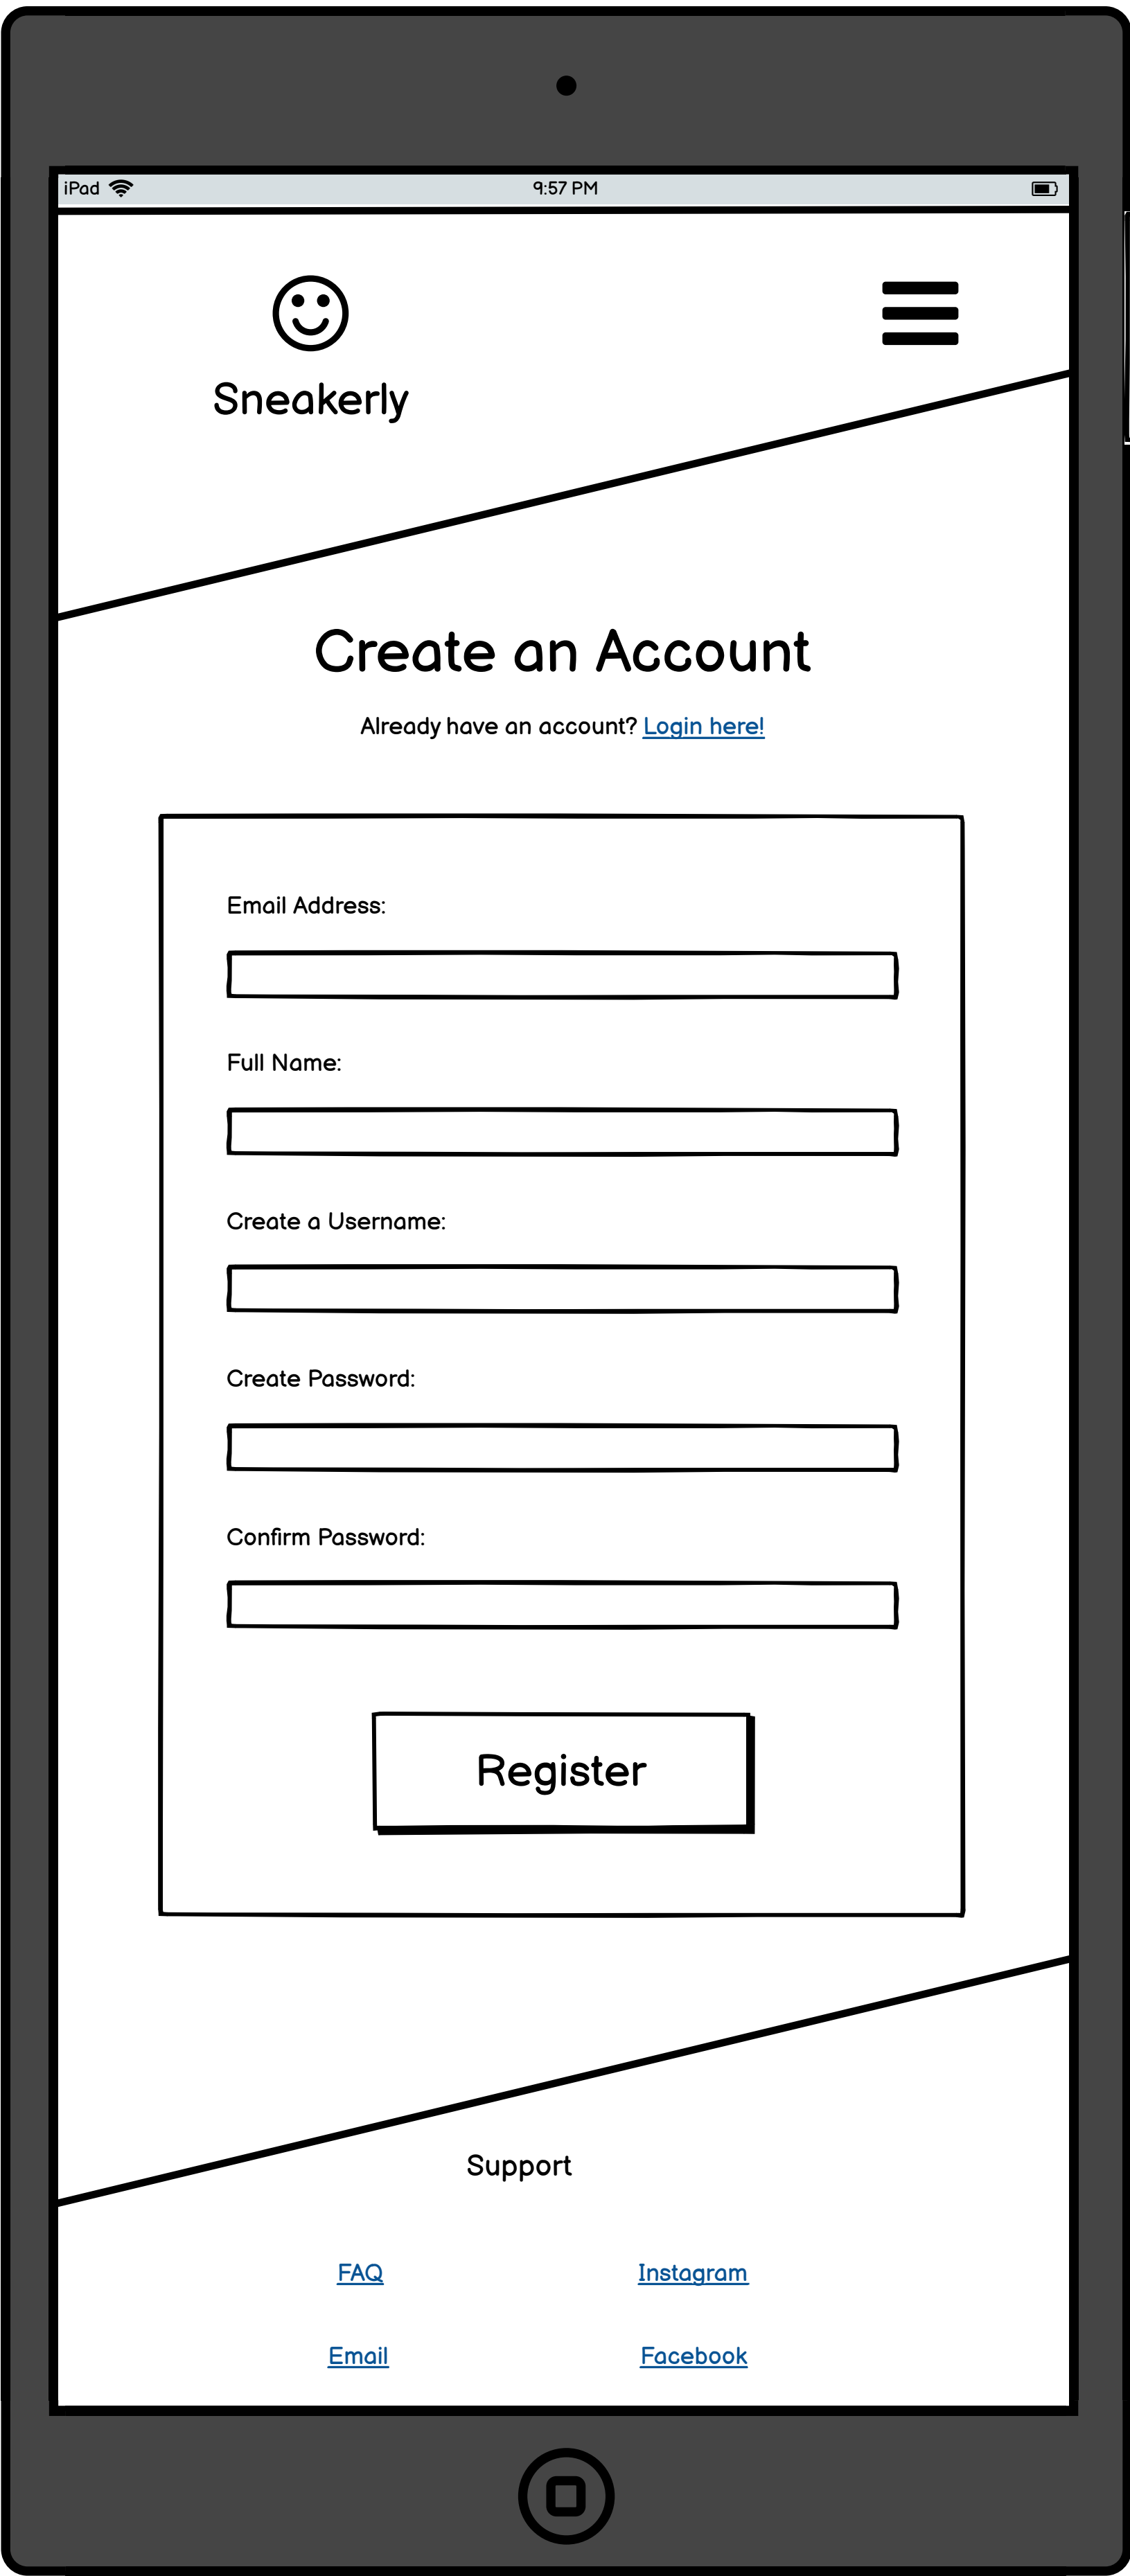 iPad 9:57 PM
Sneakerly
Create an Account
Already have an account? Login here!
Email Address:
Full Name:
Create a Username:
Create Password:
Confirm Password:
Register
Support
FAQ Instagram
Email Facebook